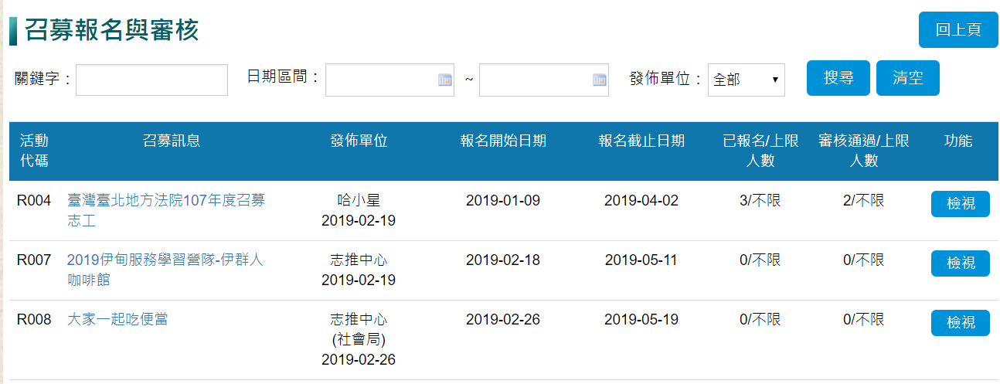 召募報名與審核
回上頁
關鍵字： 日期區間： ~ 發佈單位： 全部 搜尋 清空
活動代碼 召募訊息 發佈單位 報名開始日期 報名截止日期 已報名/上限人數 審核通過/上限人數 功能
R004 臺灣臺北地方法院107年度召募志工 哈小星 2019-02-19 2019-01-09 2019-04-02 3/不限 2/不限 檢視
R007 2019伊甸服務學習營隊-伊群人咖啡館 志推中心 2019-02-19 2019-02-18 2019-05-11 0/不限 0/不限 檢視
R008 大家一起吃便當 志推中心(社會局) 2019-02-26 2019-02-26 2019-05-19 0/不限 0/不限 檢視